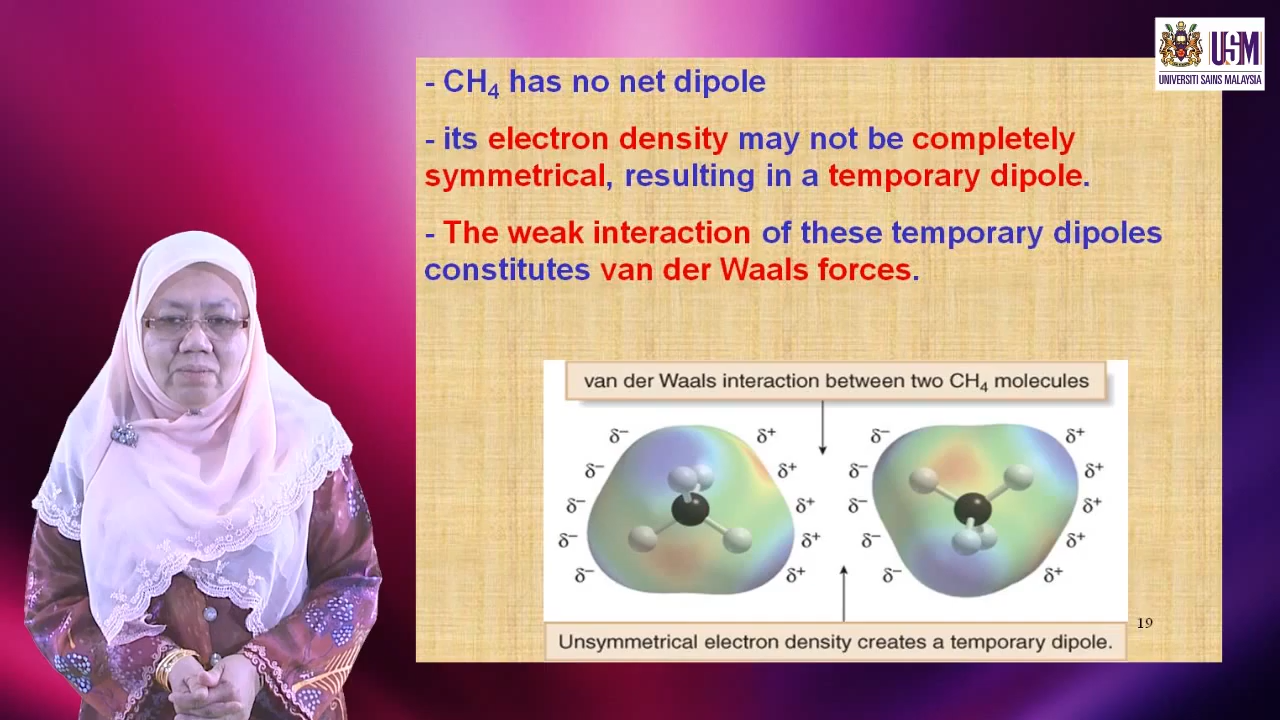 USM
UNIVERSITI SAINS MALAYSIA
- CH₄ has no net dipole
- its electron density may not be completely
symmetrical, resulting in a temporary dipole.
- The weak interaction of these temporary dipoles
constitutes van der Waals forces.
van der Waals interaction between two CH₄ molecules
δ⁻ δ⁺ δ⁻ δ⁺
δ⁻ δ⁺ δ⁻ δ⁺
δ⁻ δ⁺ δ⁻ δ⁺
δ⁻ δ⁺ δ⁻ δ⁺
δ⁻ δ⁺ δ⁻ δ⁺
19
Unsymmetrical electron density creates a temporary dipole.